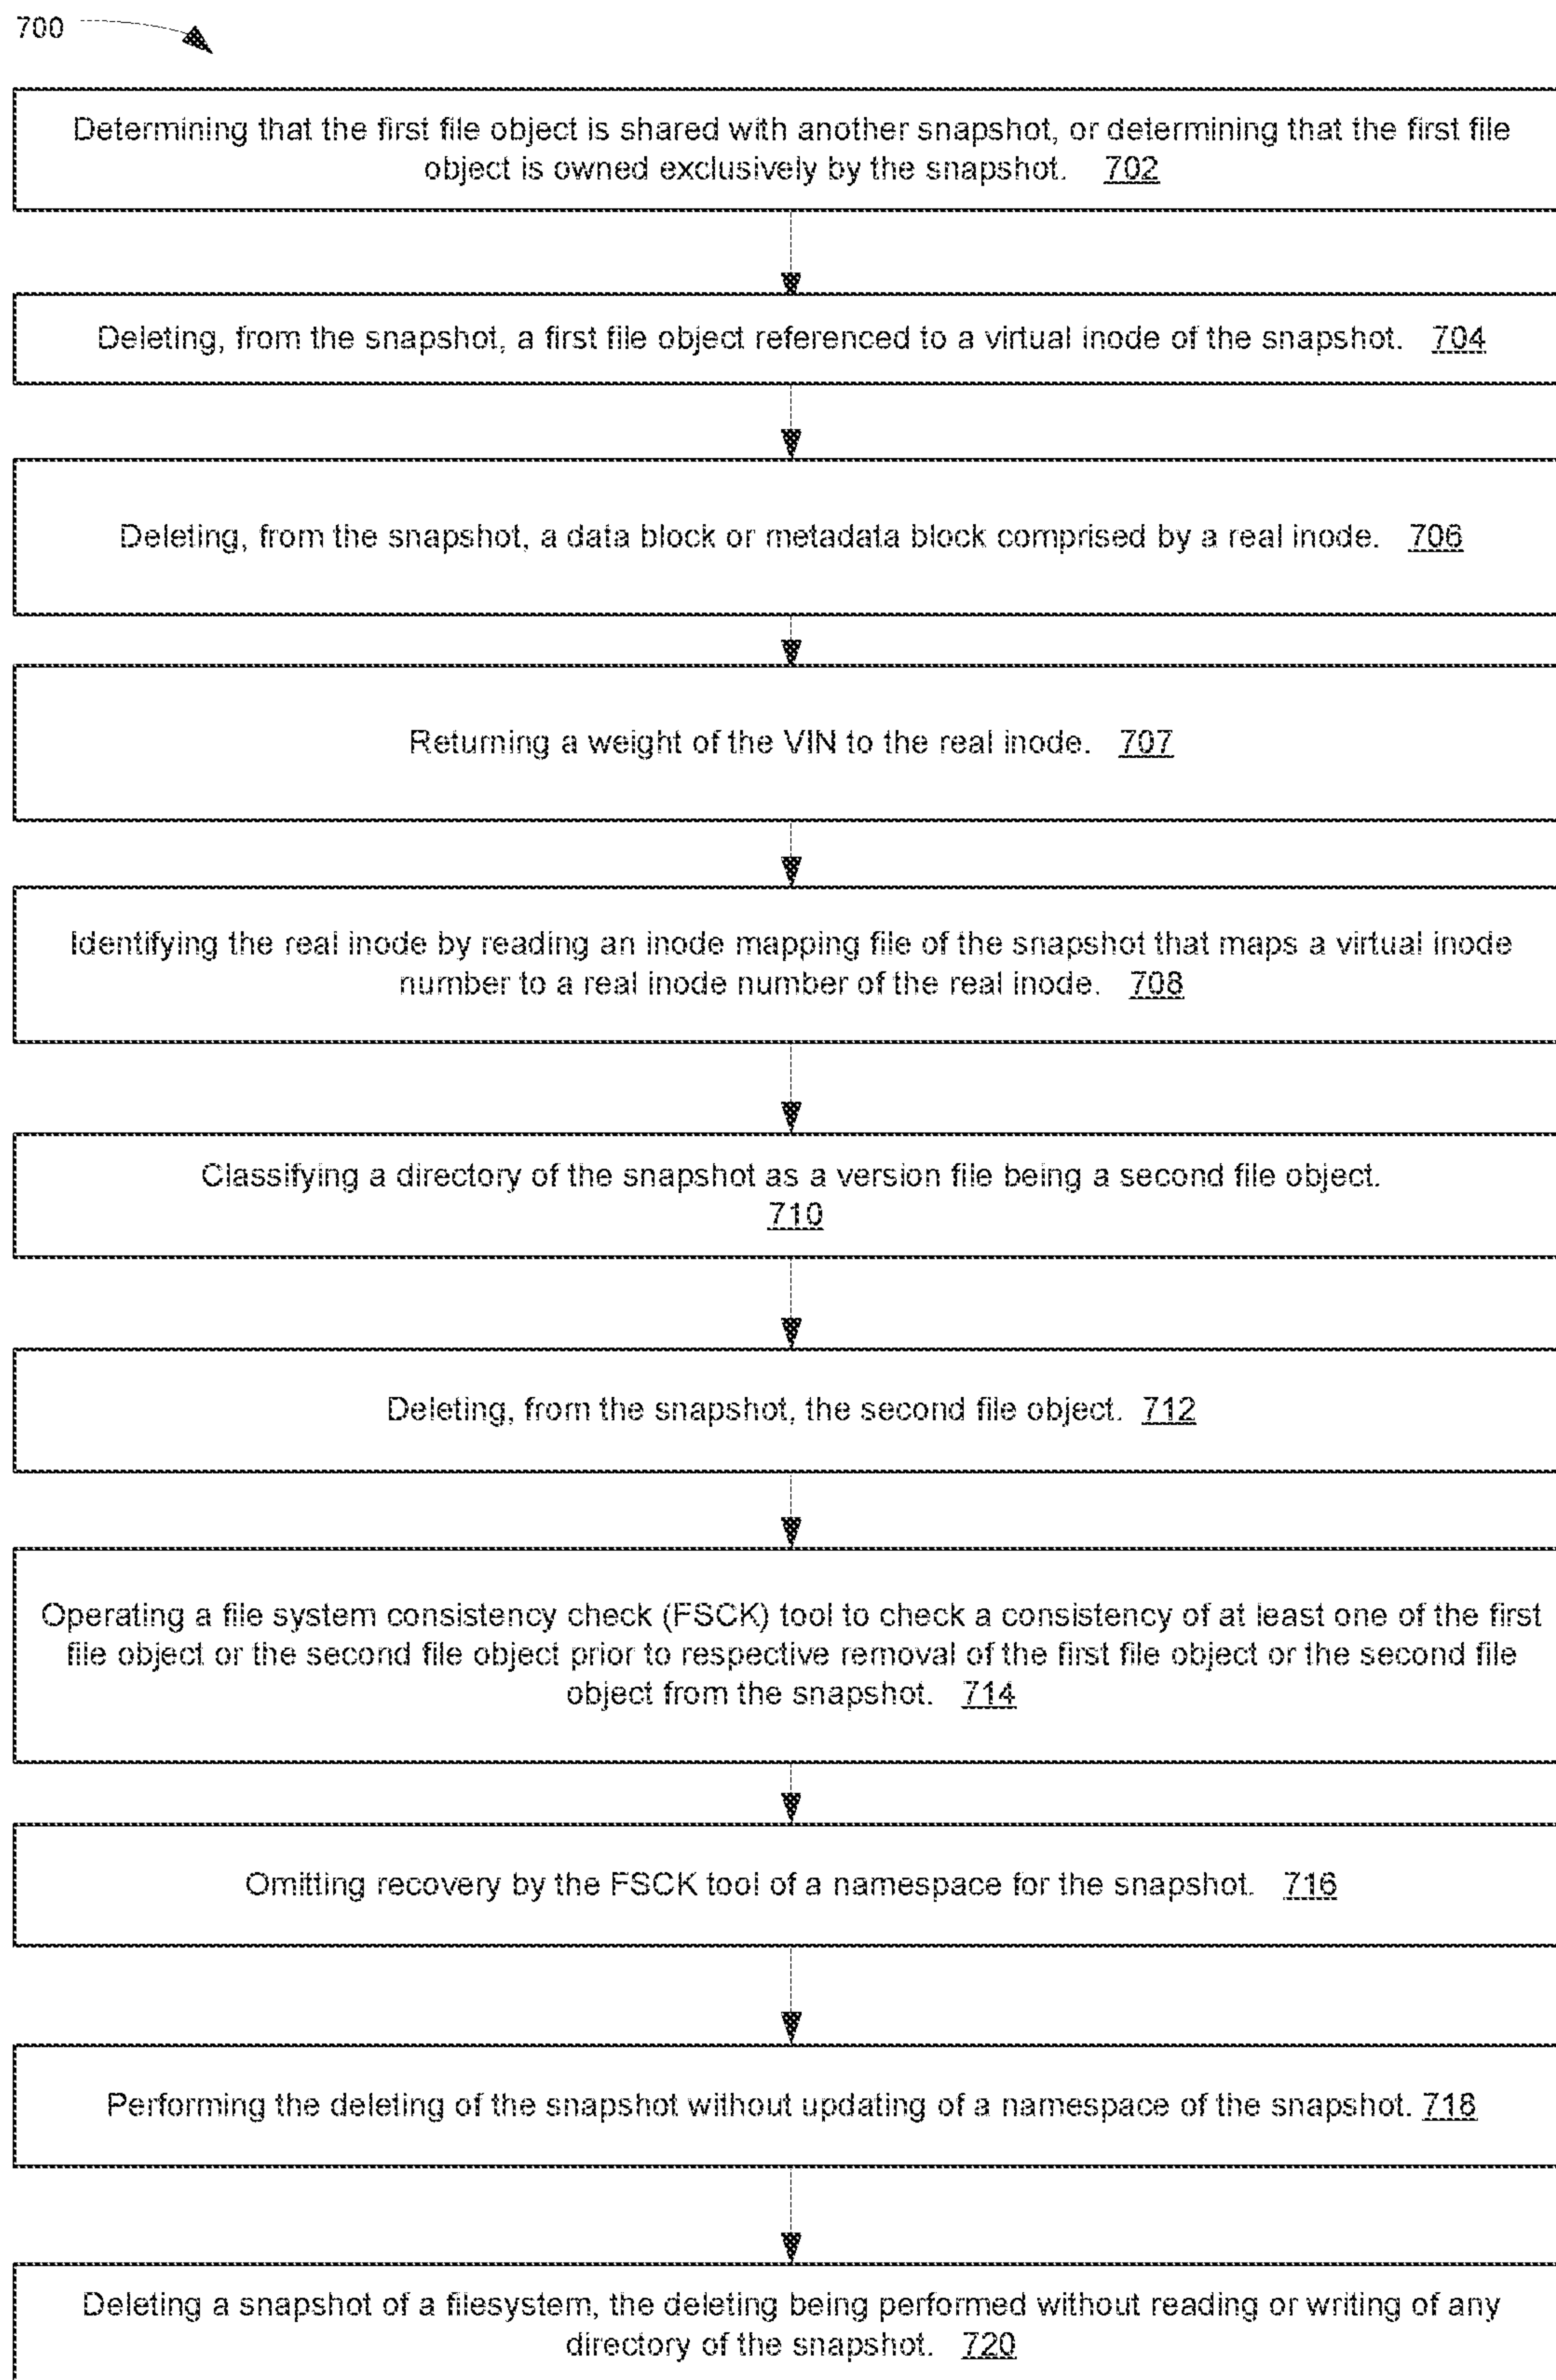 700
Determining that the first file object is shared with another snapshot, or determining that the first file
object is owned exclusively by the snapshot. 702
Deleting, from the snapshot, a first file object referenced to a virtual inode of the snapshot. 704
Deleting, from the snapshot, a data block or metadata block comprised by a real inode. 706
Returning a weight of the VIN to the real inode. 707
Identifying the real inode by reading an inode mapping file of the snapshot that maps a virtual inode
number to a real inode number of the real inode. 708
Classifying a directory of the snapshot as a version file being a second file object.
710
Deleting, from the snapshot, the second file object. 712
Operating a file system consistency check (FSCK) tool to check a consistency of at least one of the first
file object or the second file object prior to respective removal of the first file object or the second file
object from the snapshot. 714
Omitting recovery by the FSCK tool of a namespace for the snapshot. 716
Performing the deleting of the snapshot without updating of a namespace of the snapshot. 718
Deleting a snapshot of a filesystem, the deleting being performed without reading or writing of any
directory of the snapshot. 720